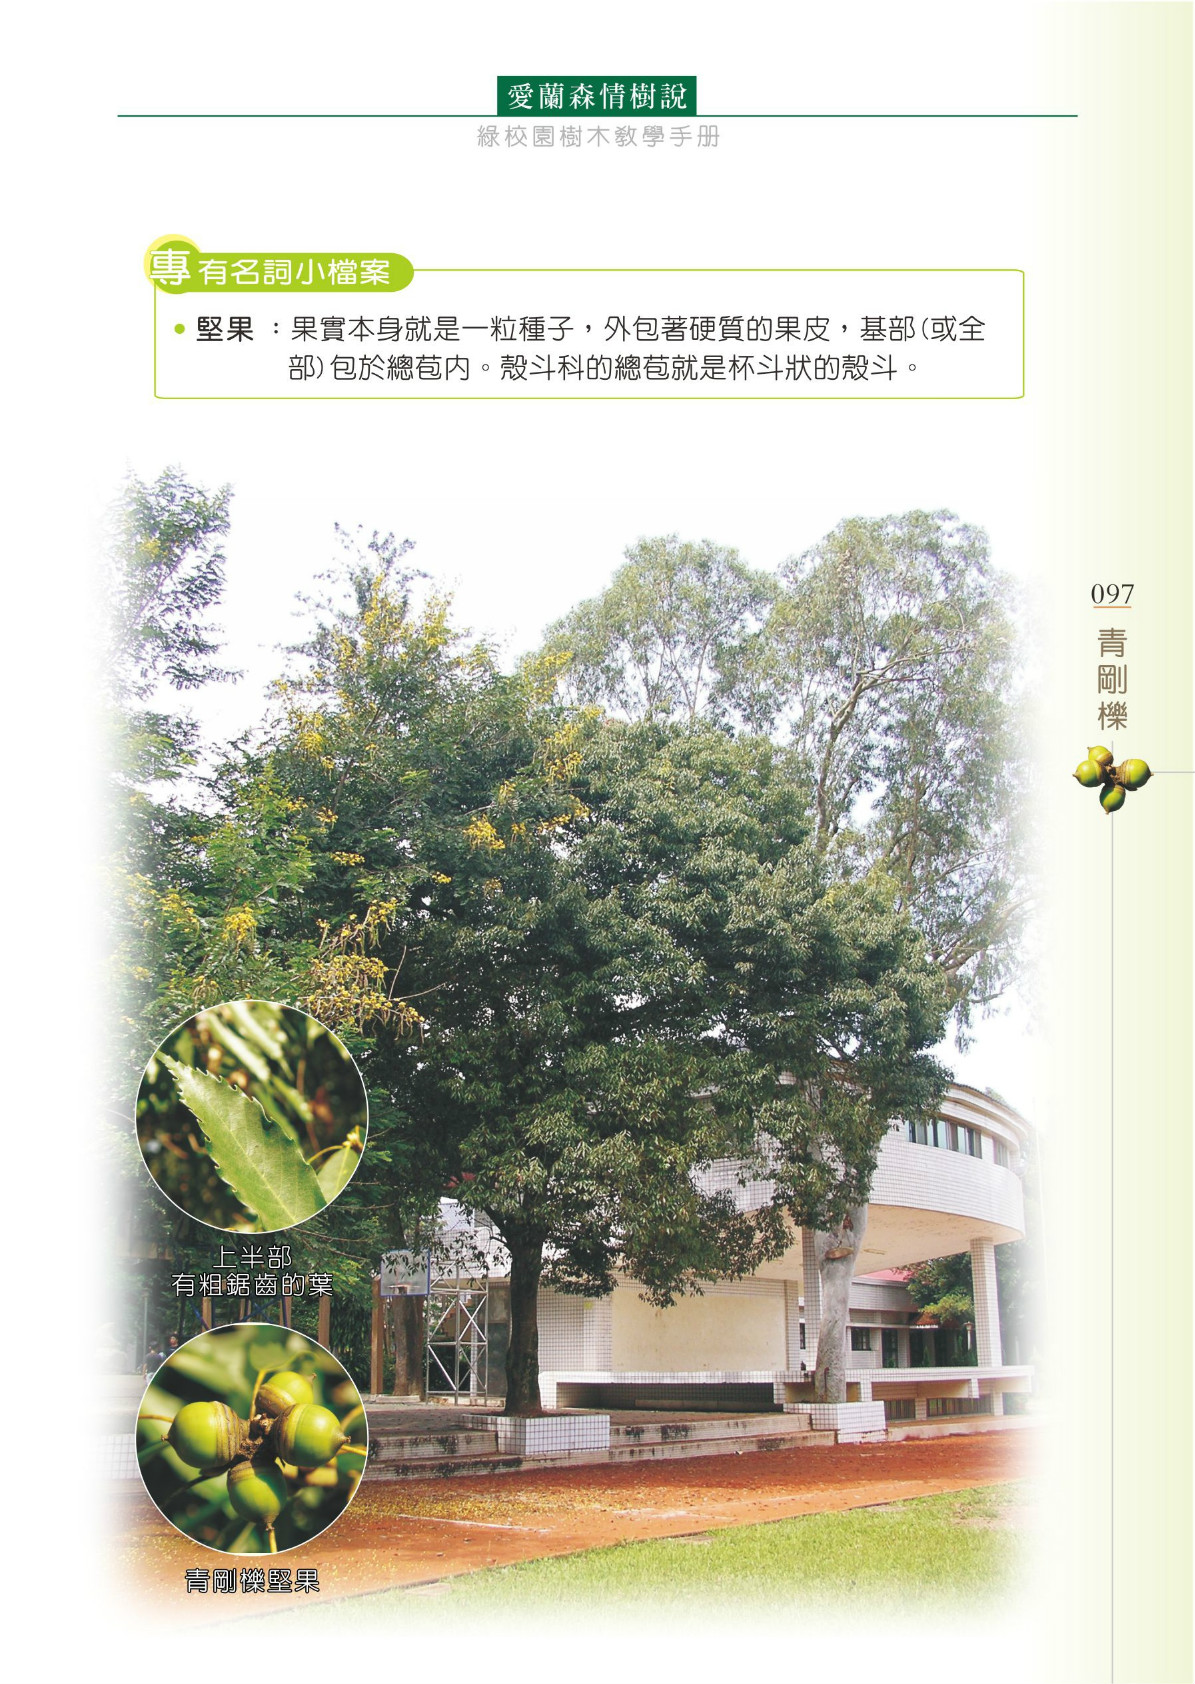 愛蘭森情樹說
綠校園樹木教學手册
專有名詞小檔案
• 堅果 ：果實本身就是一粒種子，外包著硬質的果皮，基部(或全
部)包於總苞內。殼斗科的總苞就是杯斗狀的殼斗。
097
青剛櫟
上半部
有粗鋸齒的葉
青剛櫟堅果